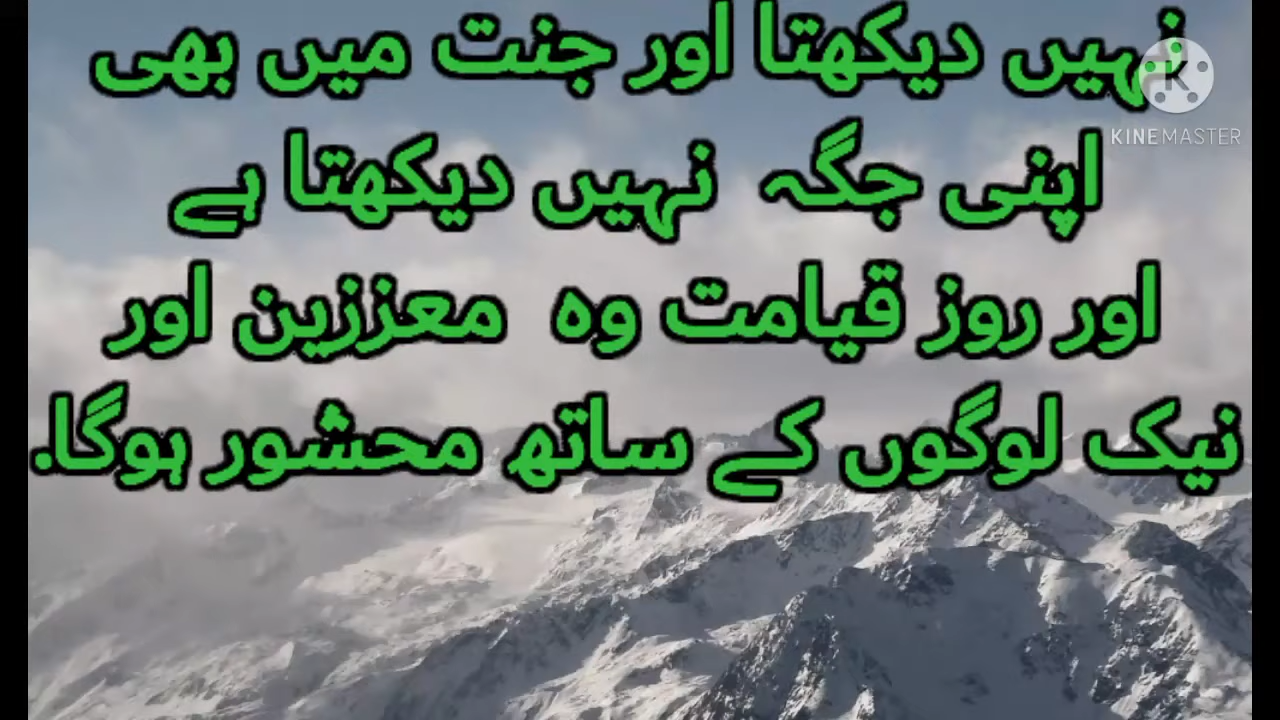 نہیں دیکھتا اور جنت میں بھی
اپنی جگہ نہیں دیکھتا ہے
اور روز قیامت وہ معززین اور
نیک لوگوں کے ساتھ محشور ہوگا.
KINEMASTER